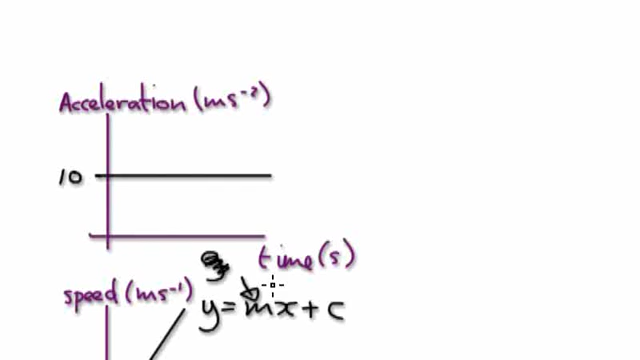 Acceleration (ms⁻²)
10
time(s)
speed (ms⁻¹)
y = mx + c